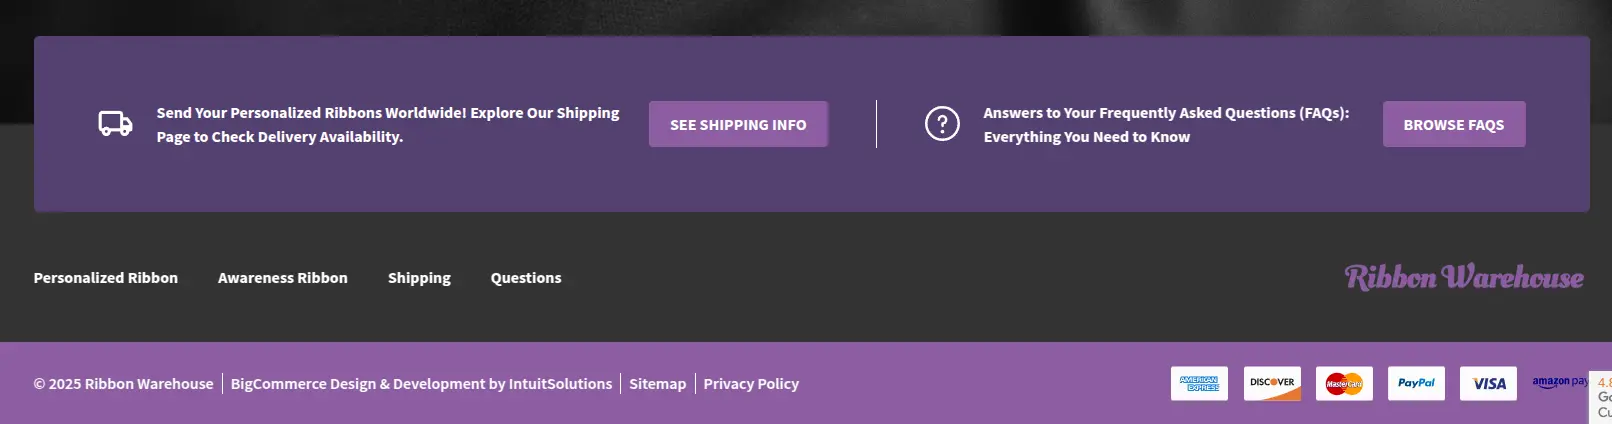 Send Your Personalized Ribbons Worldwide! Explore Our Shipping
Page to Check Delivery Availability.
SEE SHIPPING INFO
Answers to Your Frequently Asked Questions (FAQs):
Everything You Need to Know
BROWSE FAQS
Personalized Ribbon
Awareness Ribbon
Shipping
Questions
Ribbon Warehouse
© 2025 Ribbon Warehouse
BigCommerce Design & Development by IntuitSolutions
Sitemap
Privacy Policy
AMERICAN
EXPRESS
DISCOVER
MasterCard
PayPal
VISA
amazon pay
4.8